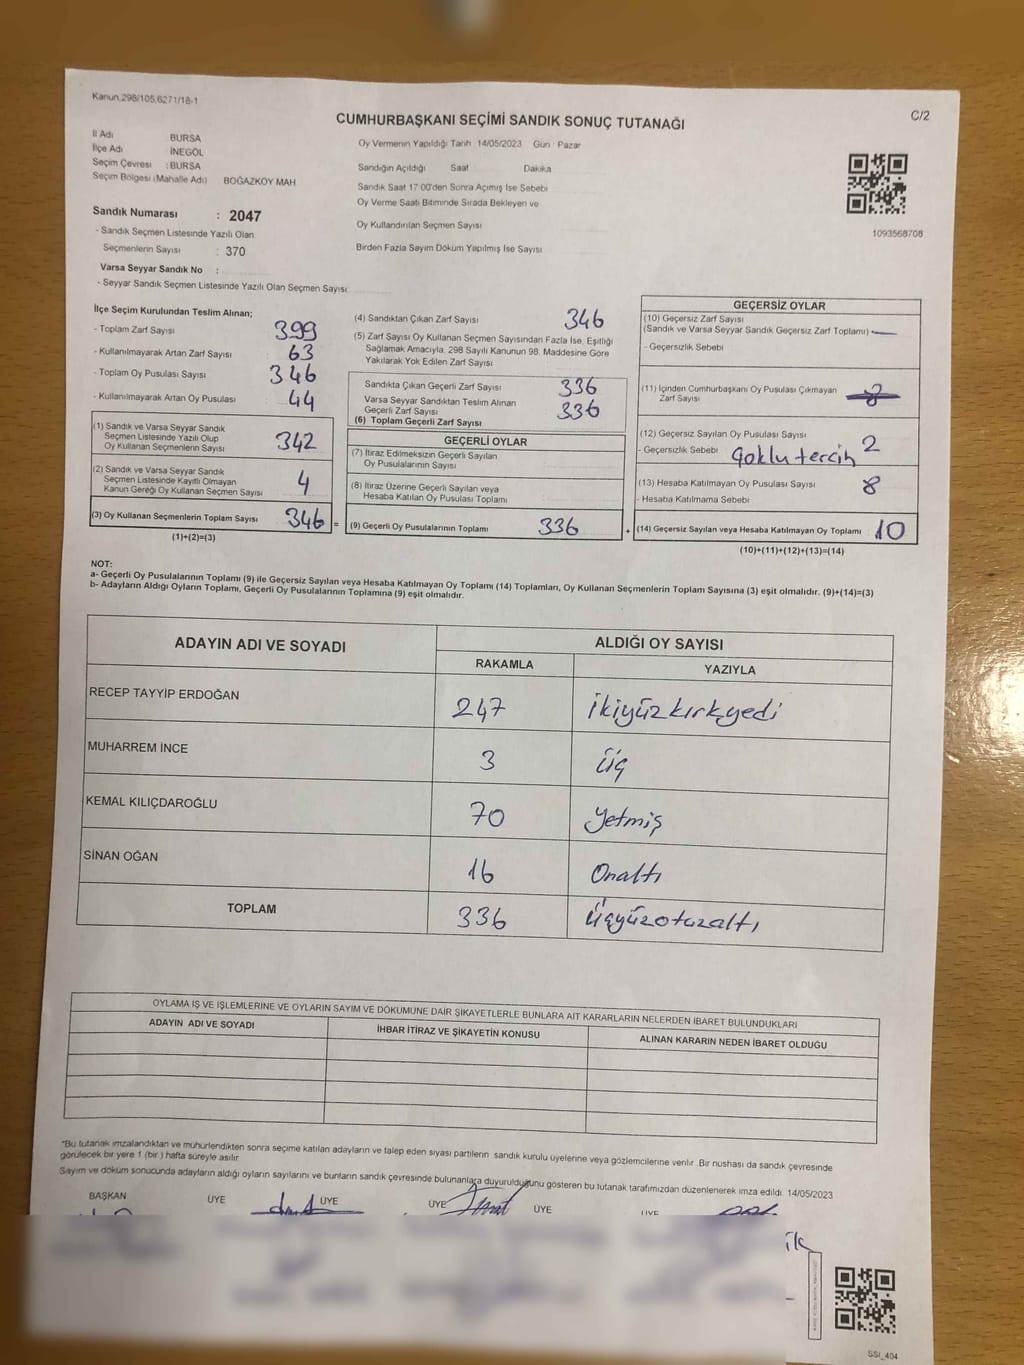 Kanun.298/105,6271/18-1
CUMHURBAŞKANI SEÇİMİ SANDIK SONUÇ TUTANAĞI
C/2
İl Adı BURSA
İlçe Adı İNEGÖL
Seçim Çevresi : BURSA
Seçim Bölgesi (Mahalle Adı) BOĞAZKÖY MAH
Oy Vermenin Yapıldığı Tarih 14/05/2023 Gün : Pazar
Sandığın Açıldığı Saat Dakika
Sandık Saat 17:00'den Sonra Açımış İse Sebebi
Oy Verme Saati Bitiminde Sırada Bekleyen ve
Oy Kullandırılan Seçmen Sayısı
Birden Fazla Sayım Döküm Yapılmış İse Sayısı
1093568708
Sandık Numarası : 2047
- Sandık Seçmen Listesinde Yazılı Olan
Seçmenlerin Sayısı : 370
Varsa Seyyar Sandık No :
- Seyyar Sandık Seçmen Listesinde Yazılı Olan Seçmen Sayısı:
İlçe Seçim Kurulundan Teslim Alınan;
- Toplam Zarf Sayısı 399
- Kullanılmayarak Artan Zarf Sayısı 63
- Toplam Oy Pusulası Sayısı 346
- Kullanılmayarak Artan Oy Pusulası 44
(1) Sandık ve Varsa Seyyar Sandık
Seçmen Listesinde Yazılı Olup
Oy Kullanan Seçmenlerin Sayısı 342
(2) Sandık ve Varsa Seyyar Sandık
Seçmen Listesinde Kayıtlı Olmayan
Kanun Gereği Oy Kullanan Seçmen Sayısı 4
(3) Oy Kullanan Seçmenlerin Toplam Sayısı 346 =
(1)+(2)=(3)
(4) Sandıktan Çıkan Zarf Sayısı 346
(5) Zarf Sayısı Oy Kullanan Seçmen Sayısından Fazla İse, Eşitliği
Sağlamak Amacıyla, 298 Sayılı Kanunun 98. Maddesine Göre
Yakılarak Yok Edilen Zarf Sayısı
Sandıkta Çıkan Geçerli Zarf Sayısı 336
Varsa Seyyar Sandıktan Teslim Alınan
Geçerli Zarf Sayısı 336
(6) Toplam Geçerli Zarf Sayısı
GEÇERLİ OYLAR
(7) İtiraz Edilmeksizin Geçerli Sayılan
Oy Pusulalarının Sayısı
(8) İtiraz Üzerine Geçerli Sayılan veya
Hesaba Katılan Oy Pusulası Toplamı
(9) Geçerli Oy Pusulalarının Toplamı 336 +
GEÇERSİZ OYLAR
(10) Geçersiz Zarf Sayısı
(Sandık ve Varsa Seyyar Sandık Geçersiz Zarf Toplamı)
- Geçersizlik Sebebi
(11) İçinden Cumhurbaşkanı Oy Pusulası Çıkmayan
Zarf Sayısı
(12) Geçersiz Sayılan Oy Pusulası Sayısı 2
- Geçersizlik Sebebi Çoklu tercih
(13) Hesaba Katılmayan Oy Pusulası Sayısı 8
- Hesaba Katılmama Sebebi
(14) Geçersiz Sayılan veya Hesaba Katılmayan Oy Toplamı 10
(10)+(11)+(12)+(13)=(14)
NOT:
a- Geçerli Oy Pusulalarının Toplamı (9) ile Geçersiz Sayılan veya Hesaba Katılmayan Oy Toplamı (14) Toplamları, Oy Kullanan Seçmenlerin Toplam Sayısına (3) eşit olmalıdır. (9)+(14)=(3)
b- Adayların Aldığı Oyların Toplamı, Geçerli Oy Pusulalarının Toplamına (9) eşit olmalıdır.
ADAYIN ADI VE SOYADI ALDIĞI OY SAYISI
RAKAMLA YAZIYLA
RECEP TAYYİP ERDOĞAN 247 İkiyüzkırkyedi
MUHARREM İNCE 3 üç
KEMAL KILIÇDAROĞLU 70 Yetmiş
SİNAN OĞAN 16 Onaltı
TOPLAM 336 Üçyüzotuzaltı
OYLAMA İŞ VE İŞLEMLERİNE VE OYLARIN SAYIM VE DÖKÜMÜNE DAİR ŞİKAYETLERLE BUNLARA AİT KARARLARIN NELERDEN İBARET BULUNDUKLARI
ADAYIN ADI VE SOYADI İHBAR İTİRAZ VE ŞİKAYETİN KONUSU ALINAN KARARIN NEDEN İBARET OLDUĞU
*Bu tutanak imzalandıktan ve mühürlendikten sonra seçime katılan adayların ve talep eden siyasi partilerin sandık kurulu üyelerine veya gözlemcilerine verilir. Bir nüshası da sandık çevresinde
görülecek bir yere 1 (bir ) hafta süreyle asılır.
Sayım ve döküm sonucunda adayların aldığı oyların sayılarını ve bunların sandık çevresinde bulunanlara duyurulduğunu gösteren bu tutanak tarafımızdan düzenlenerek imza edildi. 14/05/2023
BAŞKAN ÜYE ÜYE ÜYE ÜYE ÜYE
SSI_404